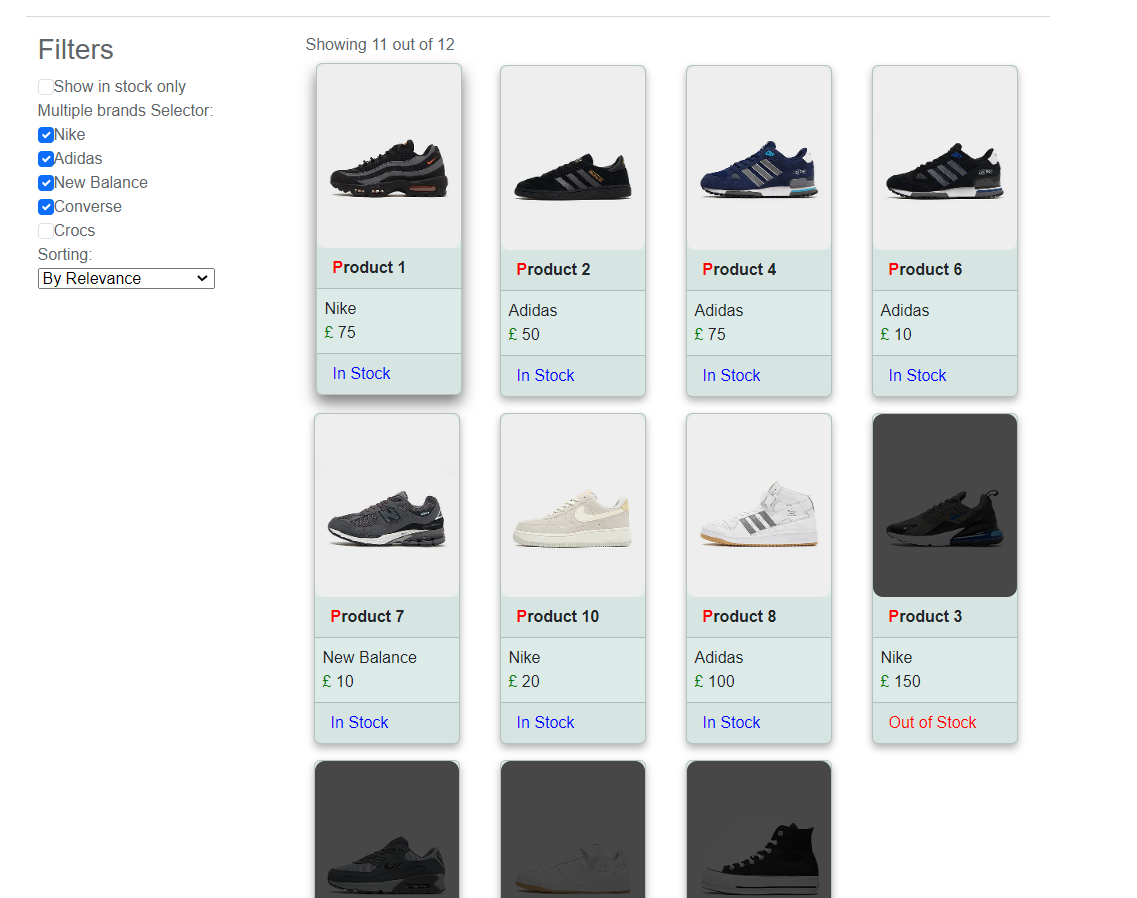 Filters
Show in stock only
Multiple brands Selector:
Nike
Adidas
New Balance
Converse
Crocs
Sorting:
By Relevance
Showing 11 out of 12
Product 1
Nike
£ 75
In Stock
Product 2
Adidas
£ 50
In Stock
Product 4
Adidas
£ 75
In Stock
Product 6
Adidas
£ 10
In Stock
Product 7
New Balance
£ 10
In Stock
Product 10
Nike
£ 20
In Stock
Product 8
Adidas
£ 100
In Stock
Product 3
Nike
£ 150
Out of Stock